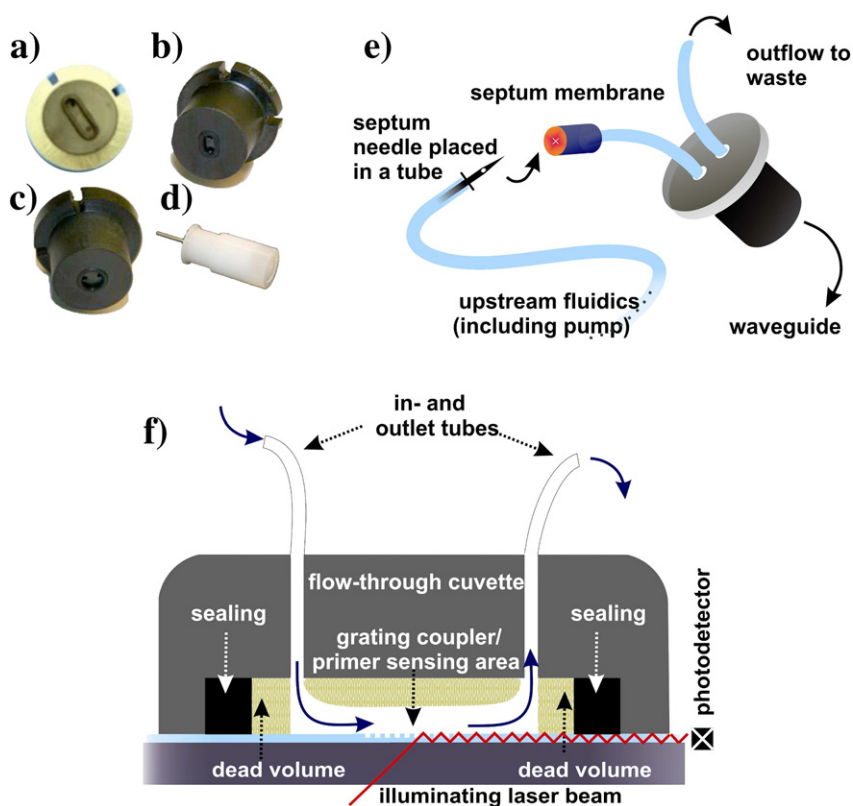 a)
b)
c)
d)
e)
septum
needle placed
in a tube
septum membrane
outflow to
waste
upstream fluidics
(including pump)
waveguide
f)
in- and
outlet tubes
flow-through cuvette
sealing
grating coupler/
primer sensing area
sealing
photodetector
dead volume
dead volume
illuminating laser beam